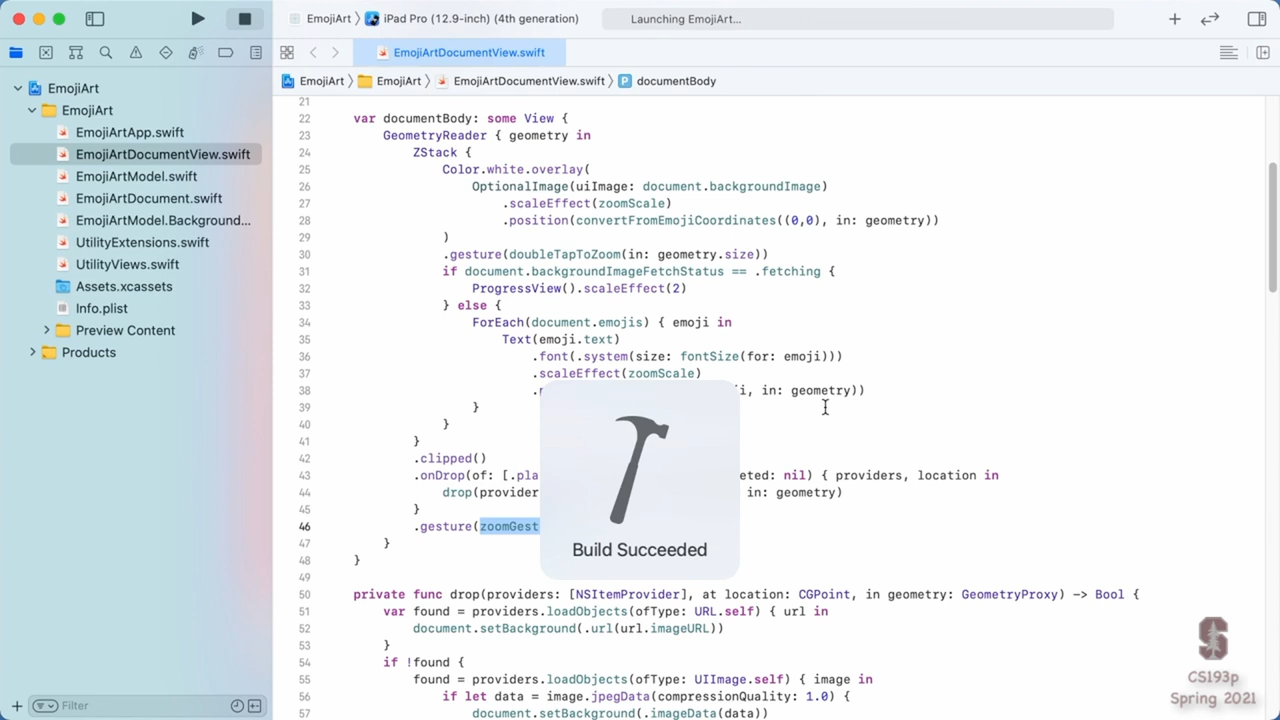 EmojiArt
iPad Pro (12.9-inch) (4th generation)
Launching EmojiArt...
EmojiArtDocumentView.swift
EmojiArt
EmojiArt
EmojiArtDocumentView.swift
P
documentBody
EmojiArt
EmojiArt
EmojiArtApp.swift
EmojiArtDocumentView.swift
EmojiArtModel.swift
EmojiArtDocument.swift
EmojiArtModel.Background...
UtilityExtensions.swift
UtilityViews.swift
Assets.xcassets
Info.plist
Preview Content
Products
Filter
21
22 var documentBody: some View {
23 GeometryReader { geometry in
24 ZStack {
25 Color.white.overlay(
26 OptionalImage(uiImage: document.backgroundImage)
27 .scaleEffect(zoomScale)
28 .position(convertFromEmojiCoordinates((0,0), in: geometry))
29 )
30 .gesture(doubleTapToZoom(in: geometry.size))
31 if document.backgroundImageFetchStatus == .fetching {
32 ProgressView().scaleEffect(2)
33 } else {
34 ForEach(document.emojis) { emoji in
35 Text(emoji.text)
36 .font(.system(size: fontSize(for: emoji)))
37 .scaleEffect(zoomScale)
38 i, in: geometry))
39 }
40 }
41 }
42 .clipped()
43 .onDrop(of: [.pla eted: nil) { providers, location in
44 drop(provider in: geometry)
45 }
46 .gesture(zoomGest
47 }
48 }
49
50 private func drop(providers: [NSItemProvider], at location: CGPoint, in geometry: GeometryProxy) -> Bool {
51 var found = providers.loadObjects(ofType: URL.self) { url in
52 document.setBackground(.url(url.imageURL))
53 }
54 if !found {
55 found = providers.loadObjects(ofType: UIImage.self) { image in
56 if let data = image.jpegData(compressionQuality: 1.0) {
57 document.setBackground(.imageData(data))
Build Succeeded
CS193p
Spring 2021